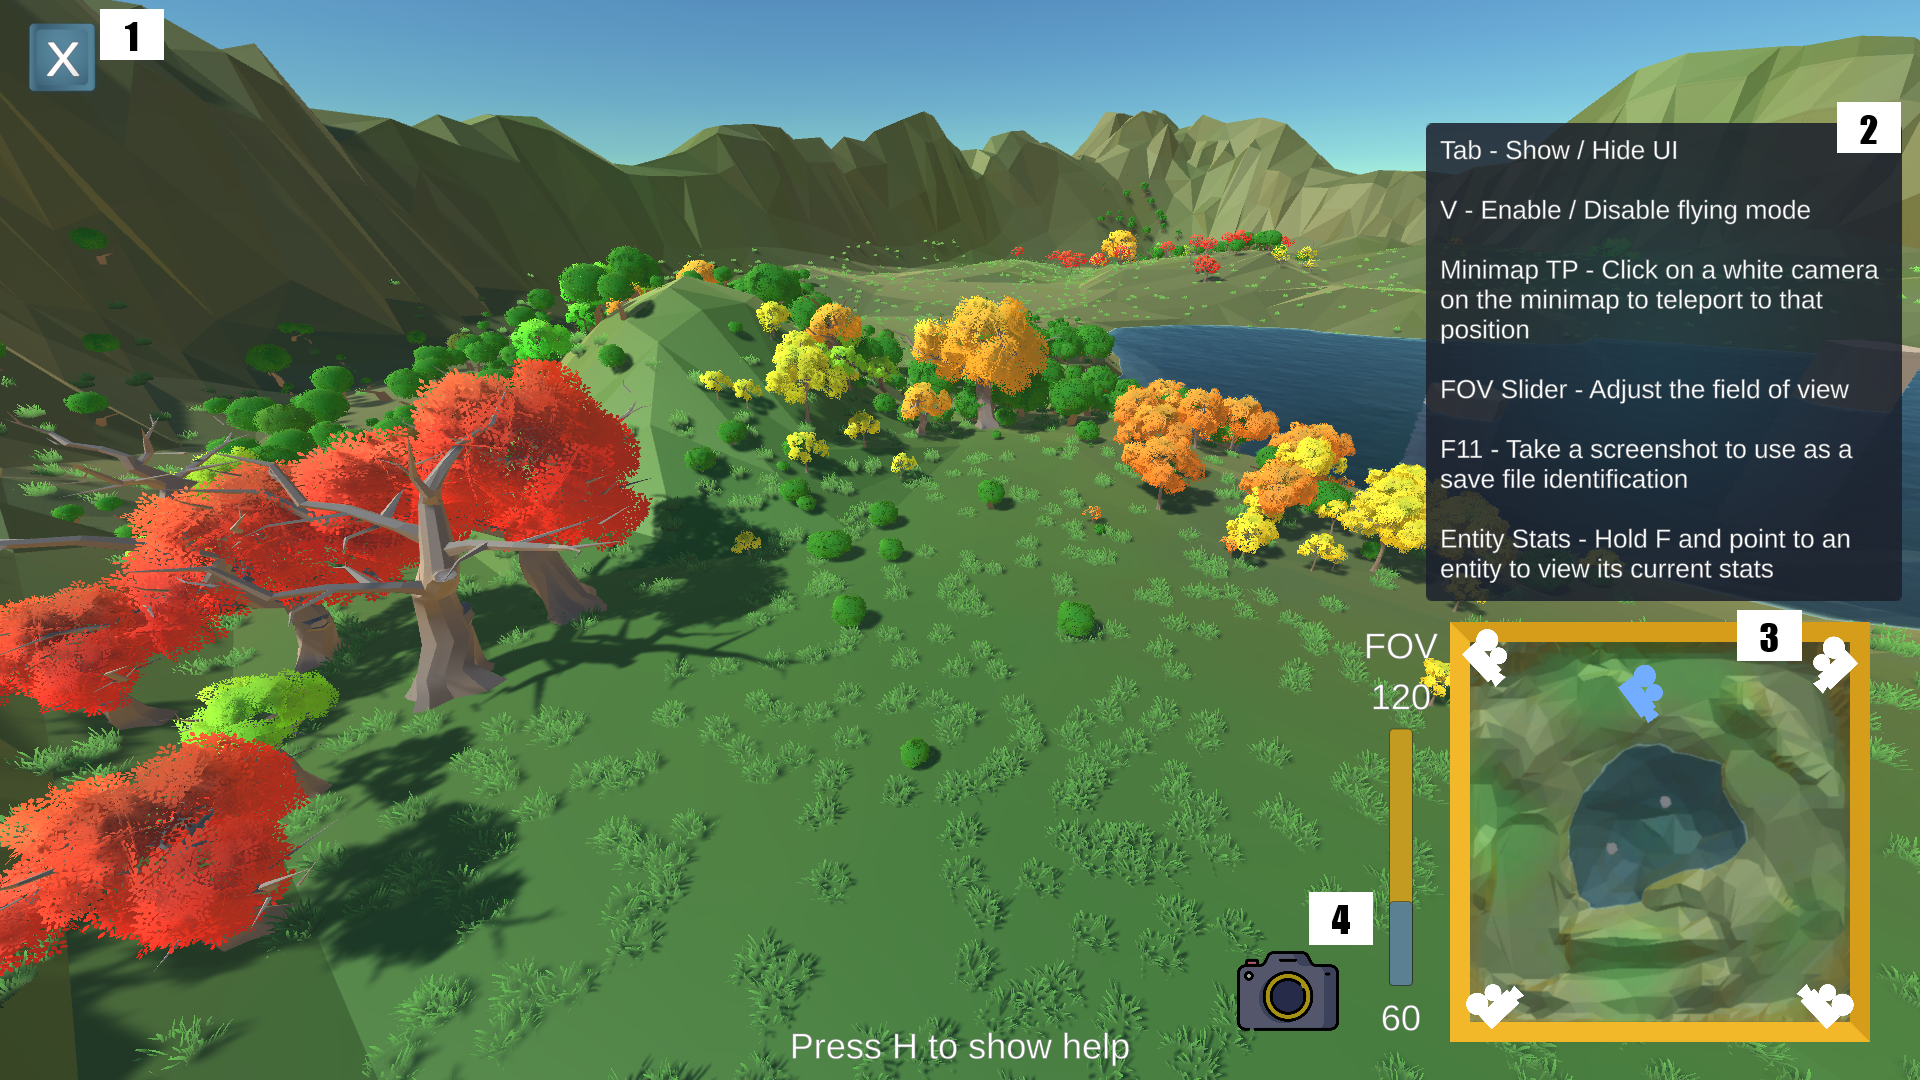 X
1
2
Tab - Show / Hide UI
V - Enable / Disable flying mode
Minimap TP - Click on a white camera
on the minimap to teleport to that
position
FOV Slider - Adjust the field of view
F11 - Take a screenshot to use as a
save file identification
Entity Stats - Hold F and point to an
entity to view its current stats
3
FOV
120
4
60
Press H to show help